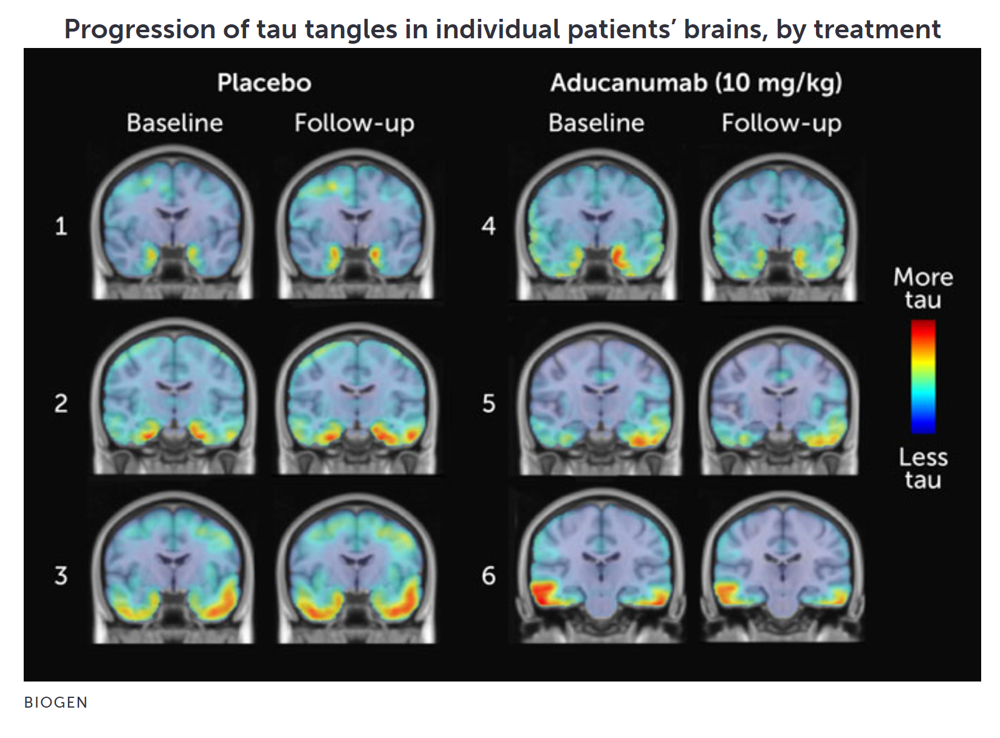 Progression of tau tangles in individual patients’ brains, by treatment
Placebo
Aducanumab (10 mg/kg)
Baseline
Follow-up
Baseline
Follow-up
1
4
2
5
3
6
More
tau
Less
tau
BIOGEN